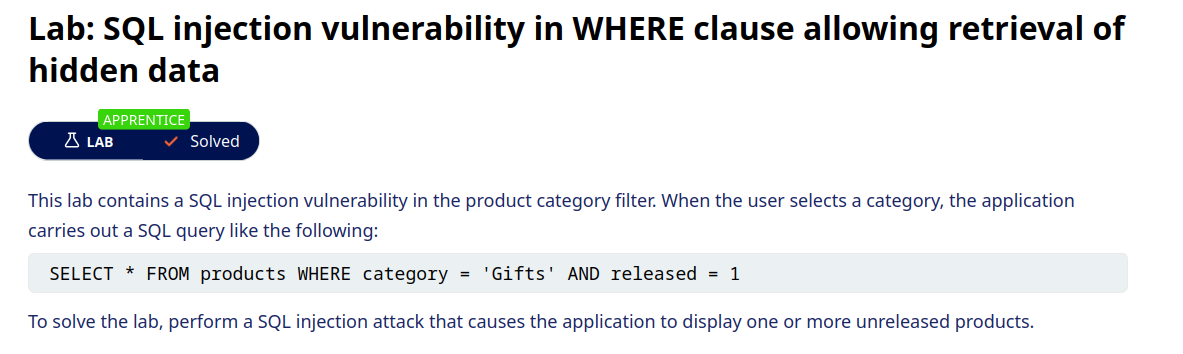 Lab: SQL injection vulnerability in WHERE clause allowing retrieval of
hidden data
APPRENTICE
LAB Solved
This lab contains a SQL injection vulnerability in the product category filter. When the user selects a category, the application
carries out a SQL query like the following:
SELECT * FROM products WHERE category = 'Gifts' AND released = 1
To solve the lab, perform a SQL injection attack that causes the application to display one or more unreleased products.